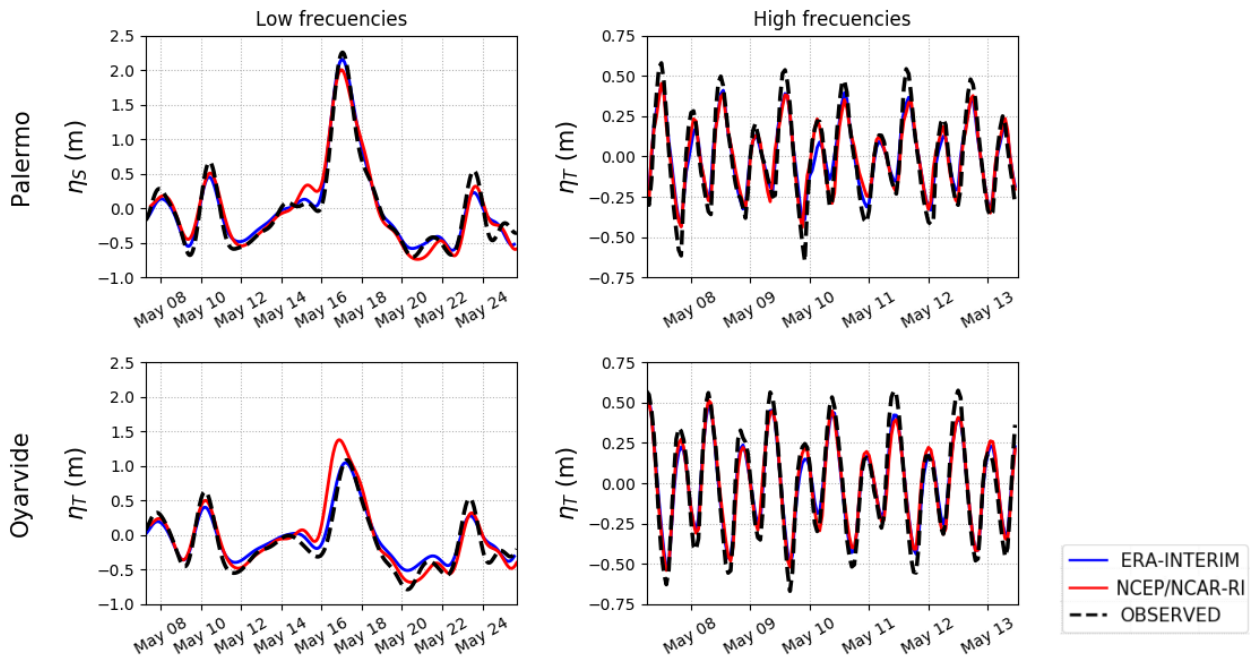 Low frecuencies
High frecuencies
Palermo
η_S (m)
2.5
2.0
1.5
1.0
0.5
0.0
−0.5
−1.0
May 08
May 10
May 12
May 14
May 16
May 18
May 20
May 22
May 24
η_T (m)
0.75
0.50
0.25
0.00
−0.25
−0.50
−0.75
May 08
May 09
May 10
May 11
May 12
May 13
Oyarvide
η_T (m)
2.5
2.0
1.5
1.0
0.5
0.0
−0.5
−1.0
May 08
May 10
May 12
May 14
May 16
May 18
May 20
May 22
May 24
η_T (m)
0.75
0.50
0.25
0.00
−0.25
−0.50
−0.75
May 08
May 09
May 10
May 11
May 12
May 13
ERA-INTERIM
NCEP/NCAR-RI
OBSERVED